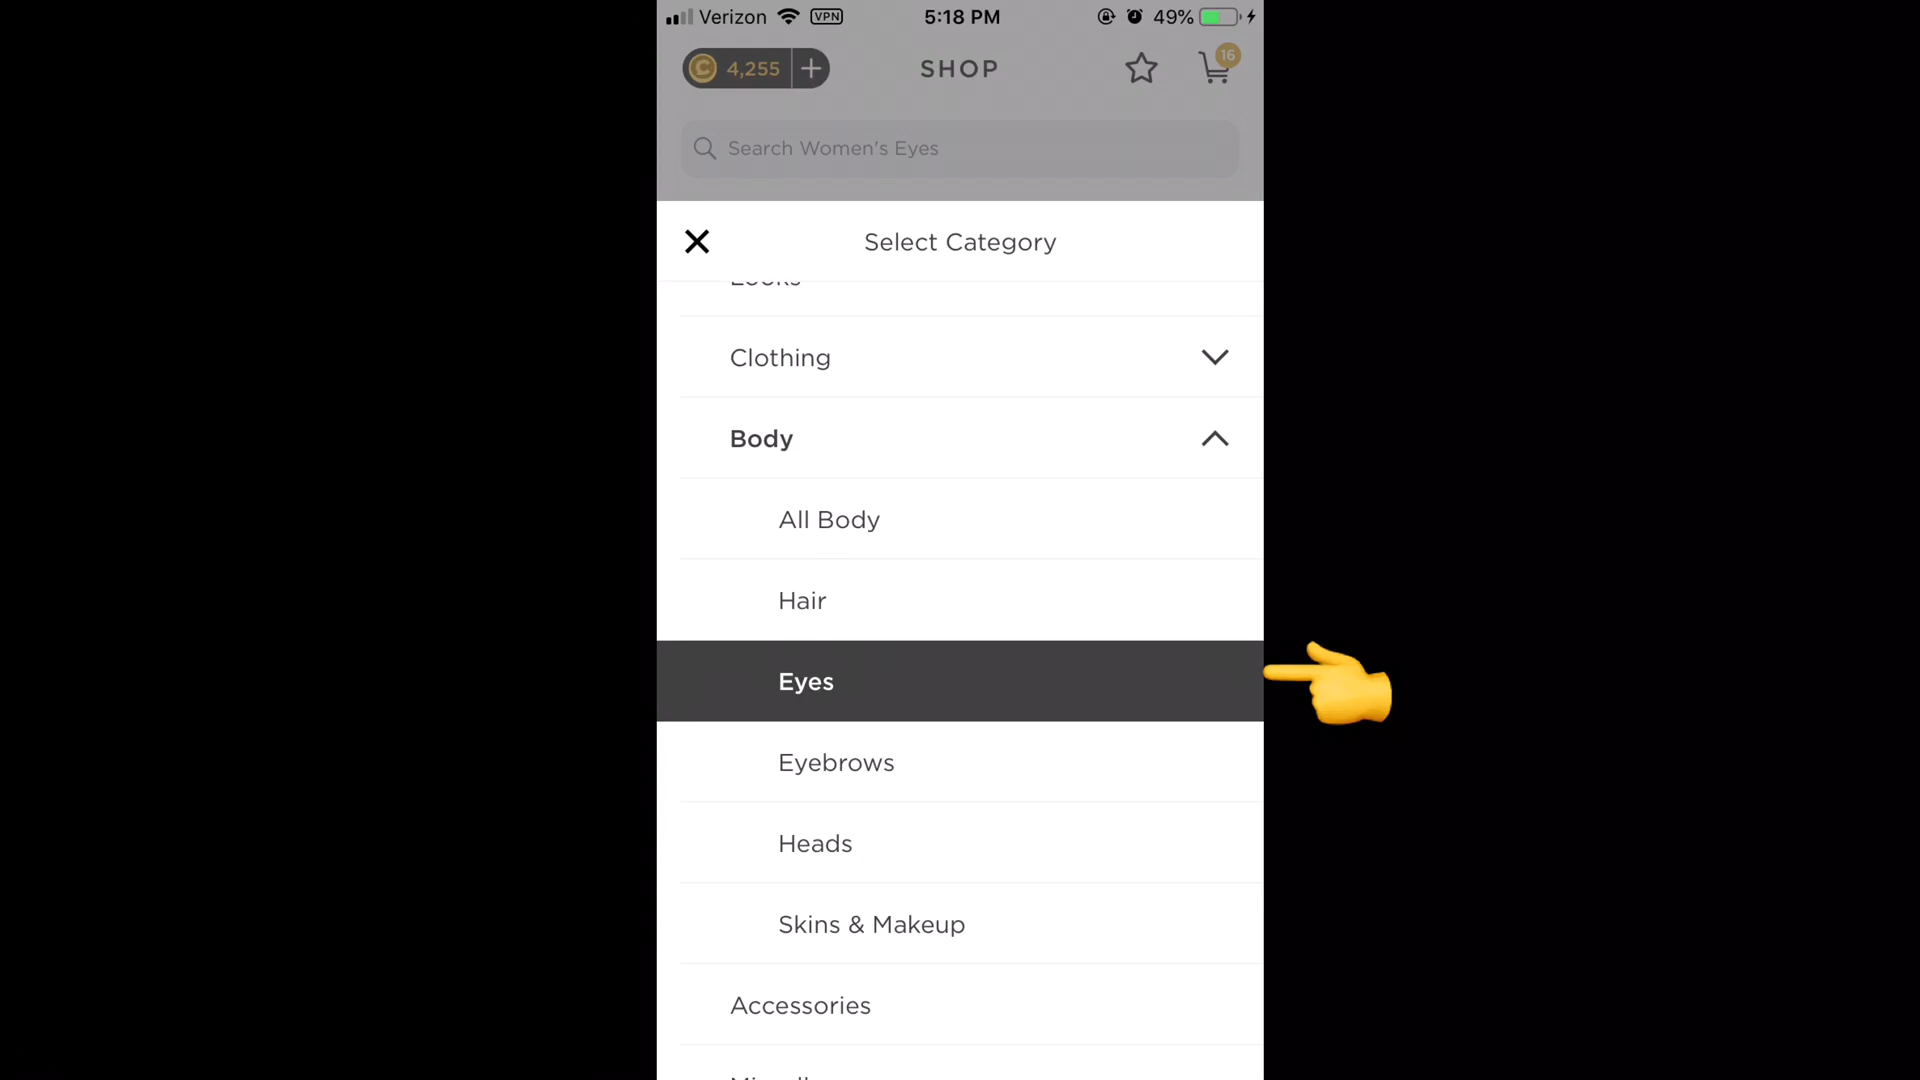 Verizon VPN 5:18 PM 49%
C 4,255 + SHOP 16
Search Women's Eyes
Select Category
Looks
Clothing
Body
All Body
Hair
Eyes
Eyebrows
Heads
Skins & Makeup
Accessories